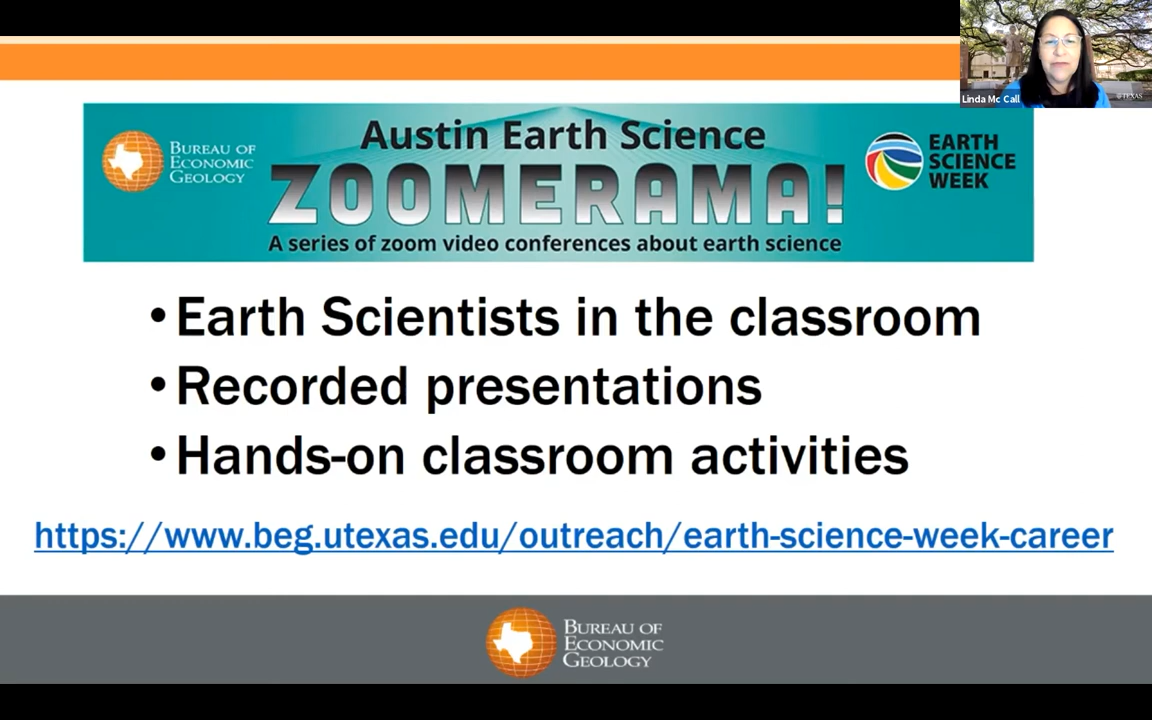 Linda Mc Call
TEXAS
BUREAU OF
ECONOMIC
GEOLOGY
Austin Earth Science
ZOOMERAMA!
A series of zoom video conferences about earth science
EARTH
SCIENCE
WEEK
•Earth Scientists in the classroom
•Recorded presentations
•Hands-on classroom activities
https://www.beg.utexas.edu/outreach/earth-science-week-career
BUREAU OF
ECONOMIC
GEOLOGY